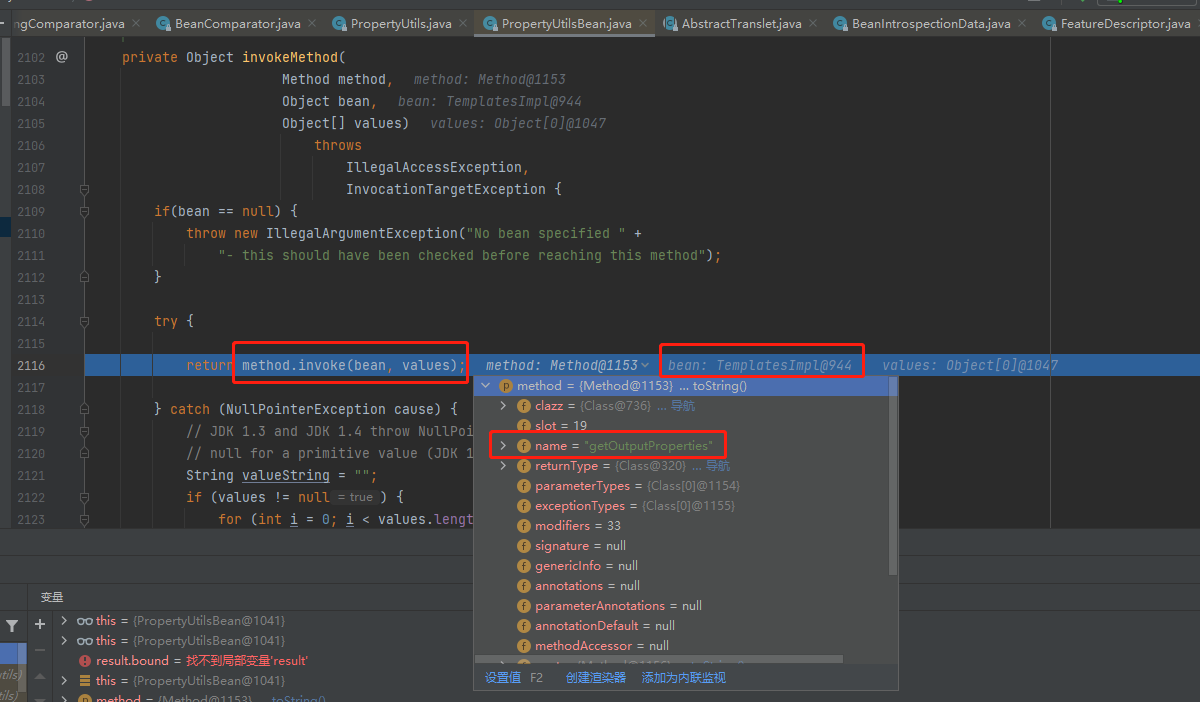 ngComparator.java BeanComparator.java PropertyUtils.java PropertyUtilsBean.java AbstractTranslet.java BeanIntrospectionData.java FeatureDescriptor.java
2102 @ private Object invokeMethod(
2103 Method method, method: Method@1153
2104 Object bean, bean: TemplatesImpl@944
2105 Object[] values) values: Object[0]@1047
2106 throws
2107 IllegalAccessException,
2108 InvocationTargetException {
2109 if(bean == null) {
2110 throw new IllegalArgumentException("No bean specified " +
2111 "- this should have been checked before reaching this method");
2112 }
2113
2114 try {
2115
2116 return method.invoke(bean, values); method: Method@1153 bean: TemplatesImpl@944 values: Object[0]@1047
2117 method = {Method@1153} ... toString()
clazz = {Class@736} ... 导航
2118 } catch (NullPointerException cause) {
slot = 19
2119 // JDK 1.3 and JDK 1.4 throw NullPoi
name = "getOutputProperties"
2120 // null for a primitive value (JDK 1
returnType = {Class@320} ... 导航
2121 String valueString = "";
parameterTypes = {Class[0]@1154}
2122 if (values != null = true ) {
exceptionTypes = {Class[0]@1155}
2123 for (int i = 0; i < values.lengt
modifiers = 33
signature = null
genericInfo = null
annotations = null
parameterAnnotations = null
annotationDefault = null
methodAccessor = null
设置值 F2 创建渲染器 添加为内联监视
变量
this = {PropertyUtilsBean@1041}
this = {PropertyUtilsBean@1041}
result.bound = 找不到局部变量'result'
this = {PropertyUtilsBean@1041}
method = {Method@1153} ... toString()
tils)
tils)